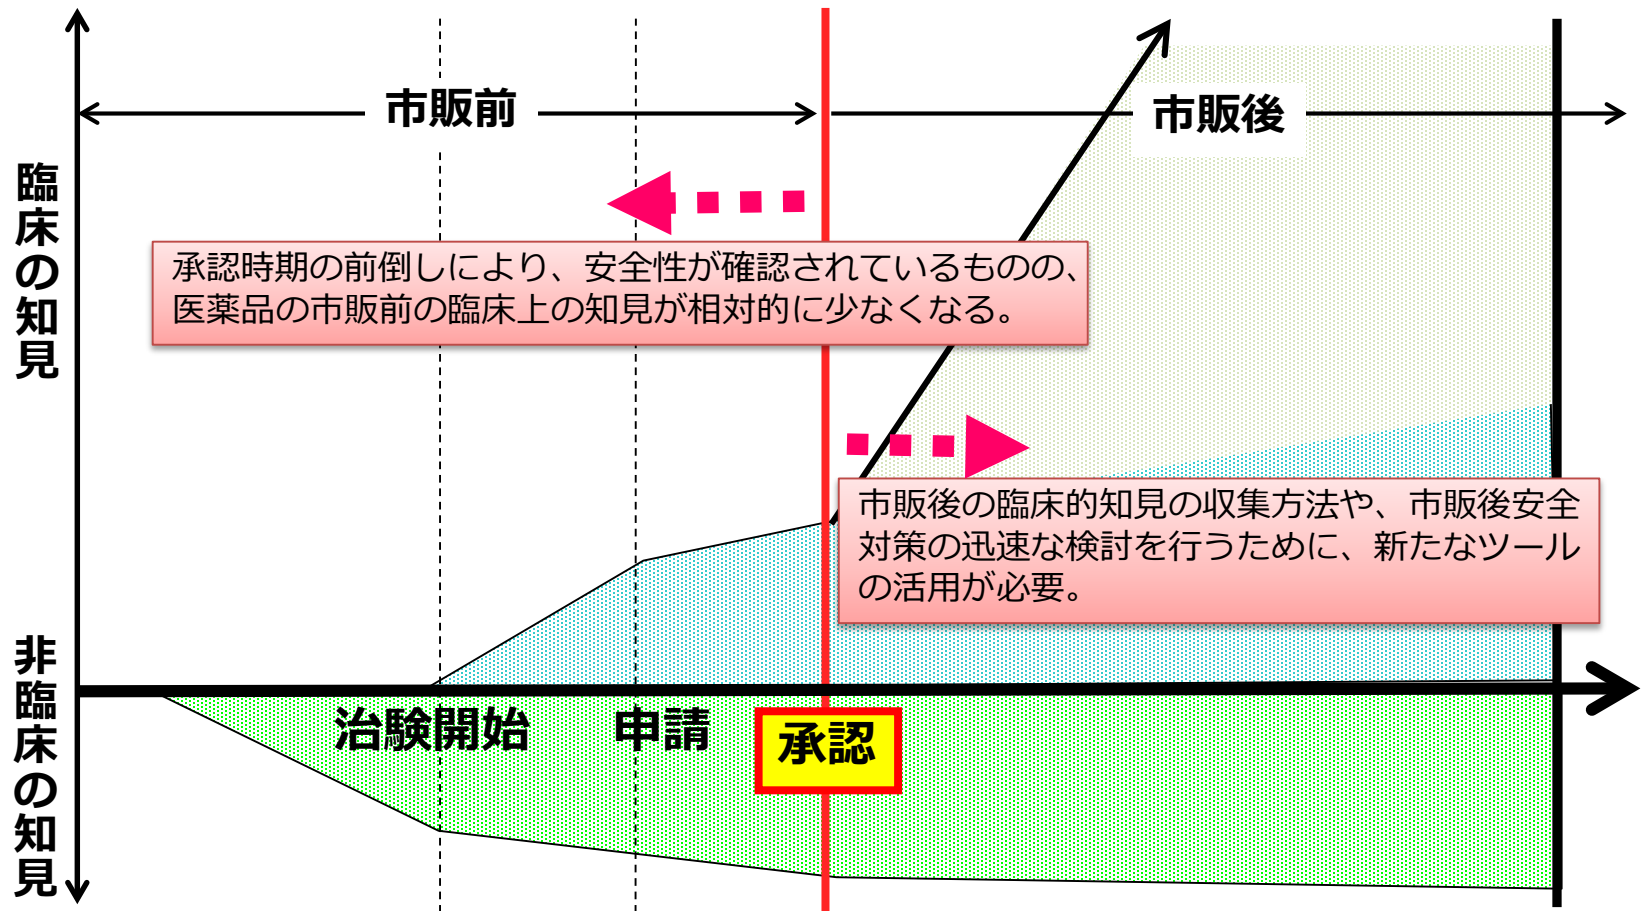 市販前
市販後
臨床の知見
承認時期の前倒しにより、安全性が確認されているものの、
医薬品の市販前の臨床上の知見が相対的に少なくなる。
市販後の臨床的知見の収集方法や、市販後安全
対策の迅速な検討を行うために、新たなツール
の活用が必要。
非臨床の知見
治験開始
申請
承認